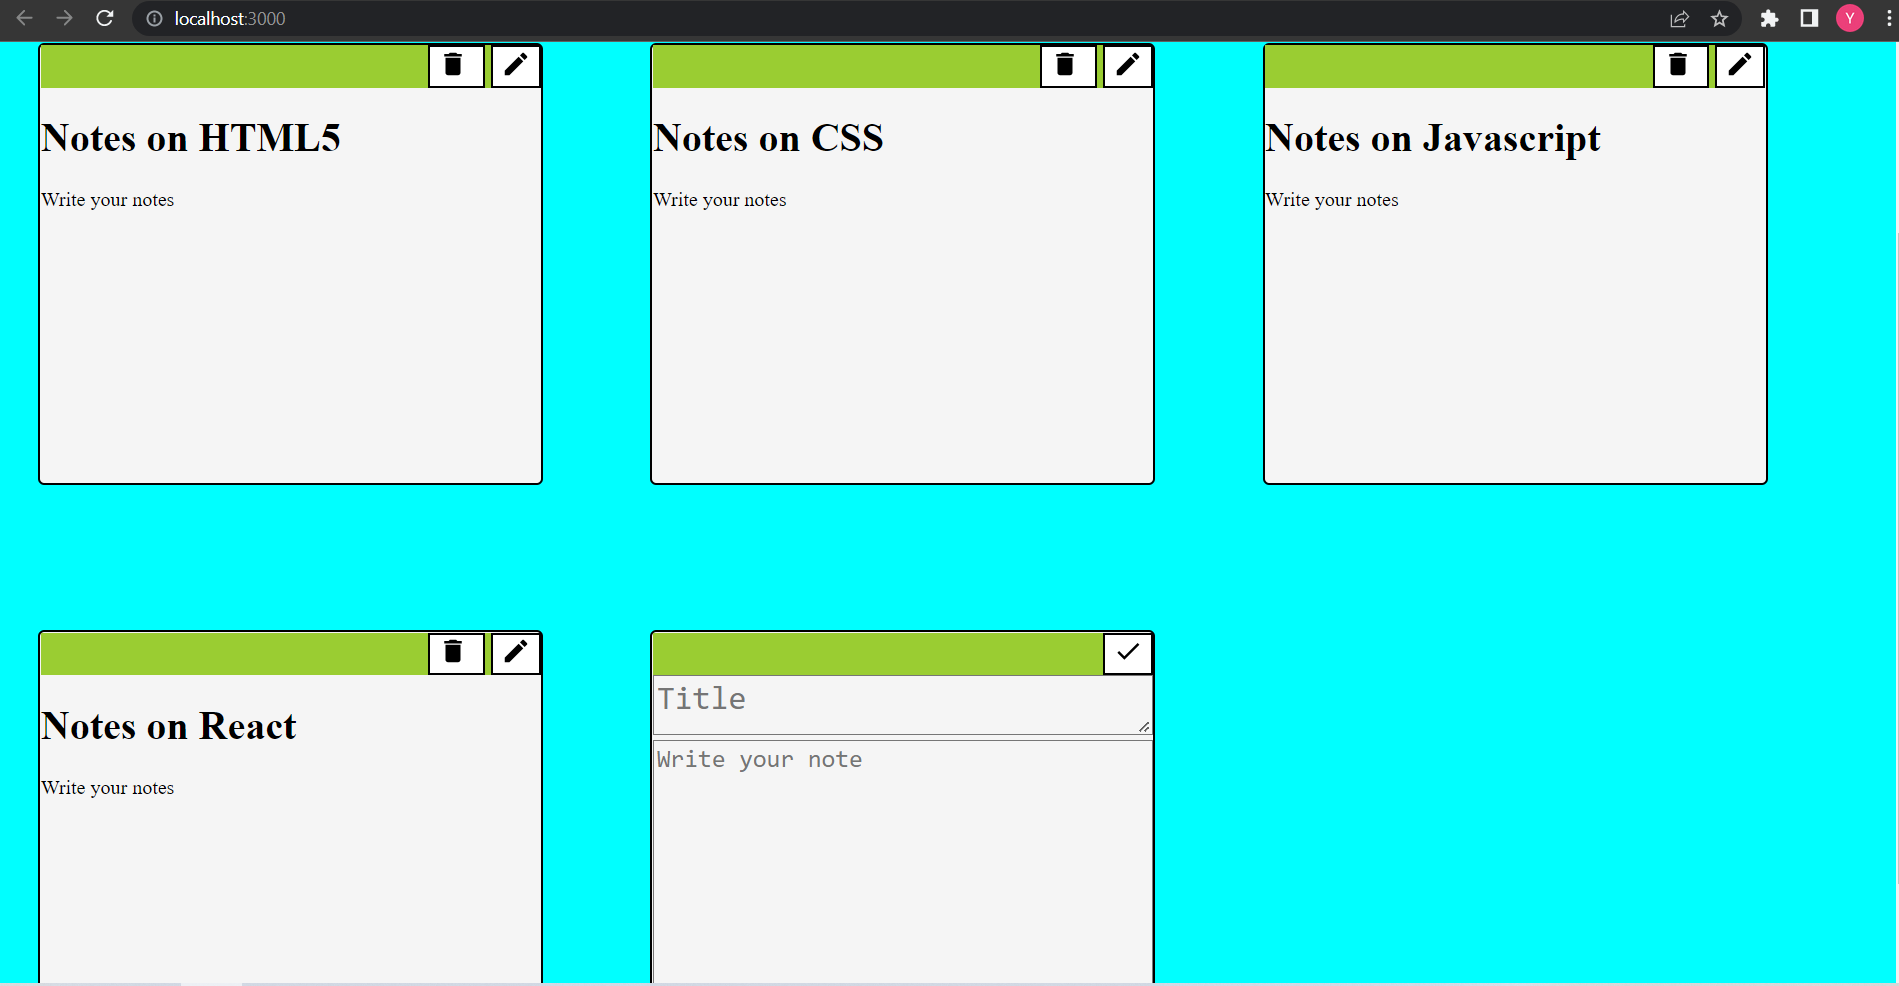 localhost:3000
Y
Notes on HTML5
Write your notes
Notes on CSS
Write your notes
Notes on Javascript
Write your notes
Notes on React
Write your notes
Title
Write your note